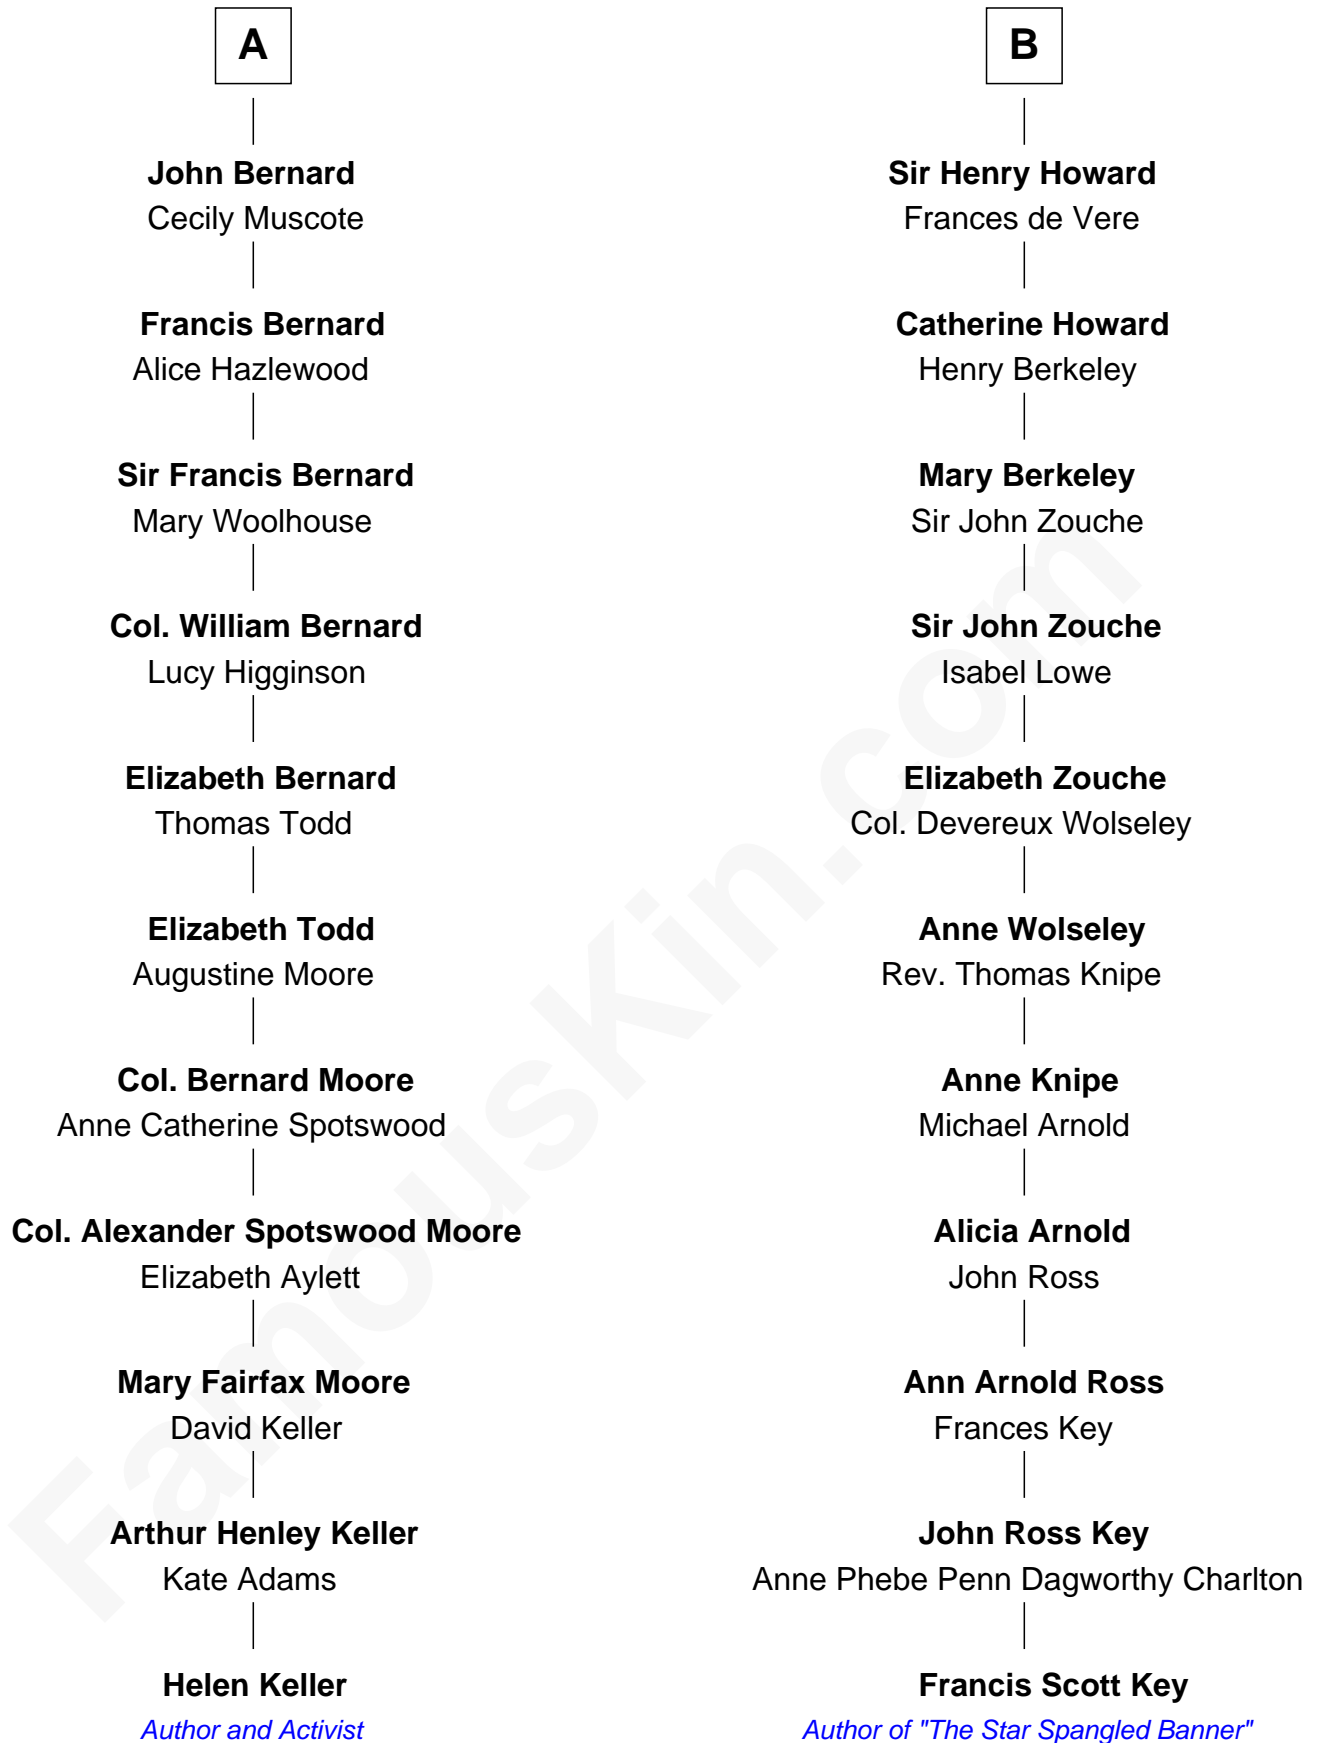 A
John Bernard
Cecily Muscote
Francis Bernard
Alice Hazlewood
Sir Francis Bernard
Mary Woolhouse
Col. William Bernard
Lucy Higginson
Elizabeth Bernard
Thomas Todd
Elizabeth Todd
Augustine Moore
Col. Bernard Moore
Anne Catherine Spotswood
Col. Alexander Spotswood Moore
Elizabeth Aylett
Mary Fairfax Moore
David Keller
Arthur Henley Keller
Kate Adams
Helen Keller
Author and Activist
B
Sir Henry Howard
Frances de Vere
Catherine Howard
Henry Berkeley
Mary Berkeley
Sir John Zouche
Sir John Zouche
Isabel Lowe
Elizabeth Zouche
Col. Devereux Wolseley
Anne Wolseley
Rev. Thomas Knipe
Anne Knipe
Michael Arnold
Alicia Arnold
John Ross
Ann Arnold Ross
Frances Key
John Ross Key
Anne Phebe Penn Dagworthy Charlton
Francis Scott Key
Author of "The Star Spangled Banner"
FamousKin.com